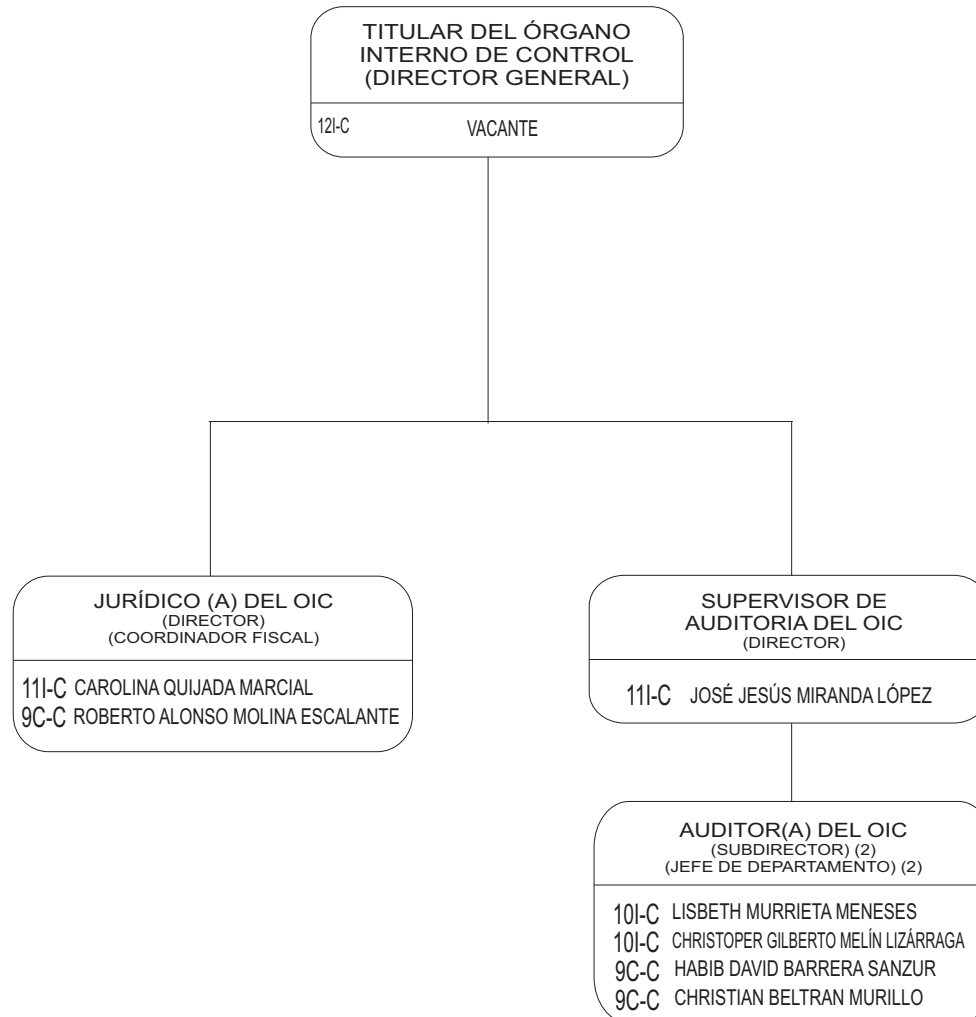 TITULAR DEL ÓRGANO
INTERNO DE CONTROL
(DIRECTOR GENERAL)
12I-C VACANTE
JURÍDICO (A) DEL OIC
(DIRECTOR)
(COORDINADOR FISCAL)
11I-C CAROLINA QUIJADA MARCIAL
9C-C ROBERTO ALONSO MOLINA ESCALANTE
SUPERVISOR DE
AUDITORIA DEL OIC
(DIRECTOR)
11I-C JOSÉ JESÚS MIRANDA LÓPEZ
AUDITOR(A) DEL OIC
(SUBDIRECTOR) (2)
(JEFE DE DEPARTAMENTO) (2)
10I-C LISBETH MURRIETA MENESES
10I-C CHRISTOPER GILBERTO MELÍN LIZÁRRAGA
9C-C HABIB DAVID BARRERA SANZUR
9C-C CHRISTIAN BELTRAN MURILLO